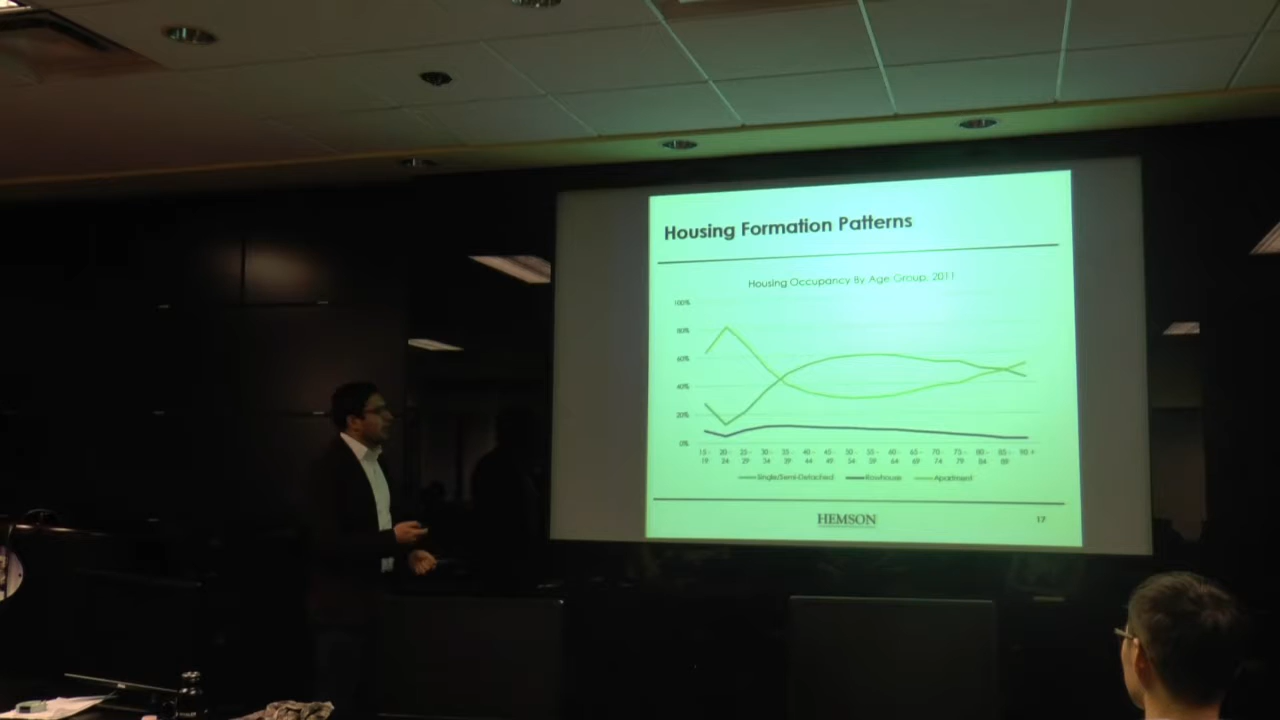 Housing Formation Patterns
Housing Occupancy By Age Group, 2011
100%
80%
60%
40%
20%
0%
15 - 19
20 - 24
25 - 29
30 - 34
35 - 39
40 - 44
45 - 49
50 - 54
55 - 59
60 - 64
65 - 69
70 - 74
75 - 79
80 - 84
85 - 89
90 +
Single/Semi-Detached
Rowhouse
Apartment
HEMSON
17